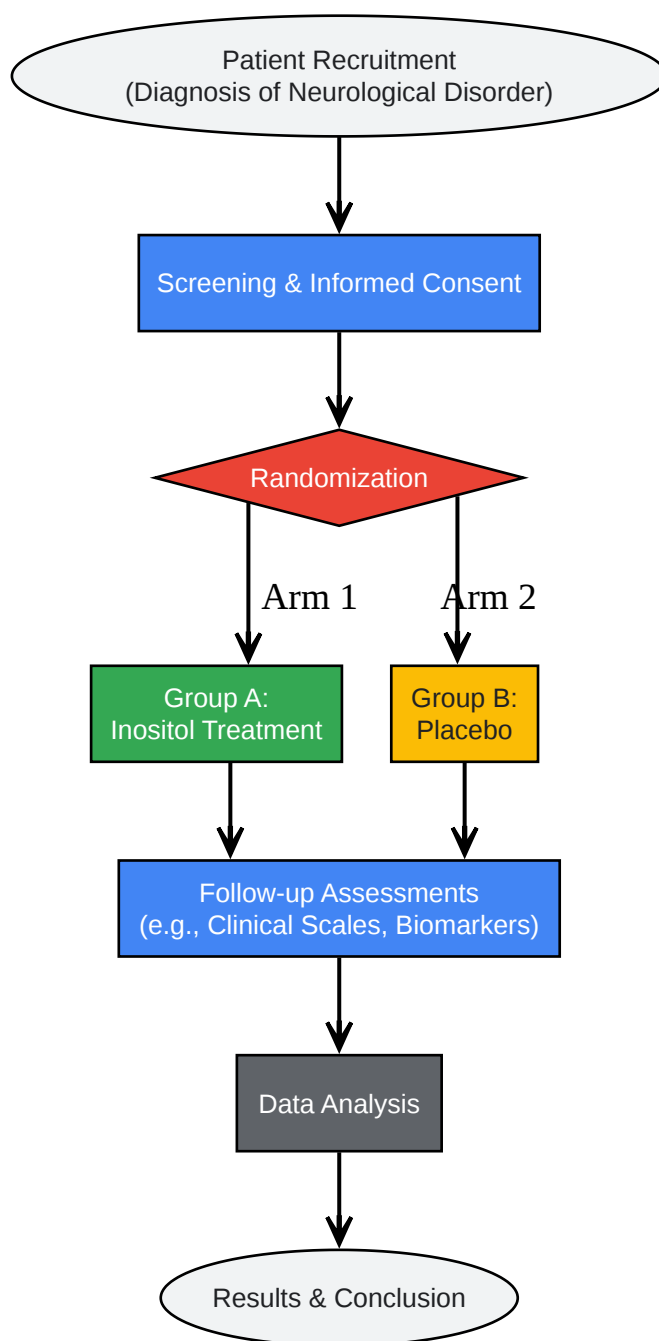 Patient Recruitment
(Diagnosis of Neurological Disorder)
Screening & Informed Consent
Randomization
Arm 1
Arm 2
Group A:
Inositol Treatment
Group B:
Placebo
Follow-up Assessments
(e.g., Clinical Scales, Biomarkers)
Data Analysis
Results & Conclusion